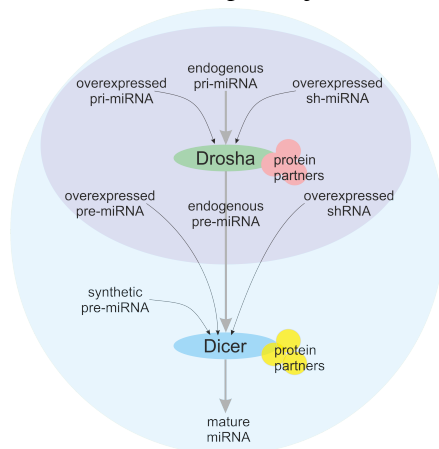 endogenous
pri-miRNA
overexpressed
pri-miRNA
overexpressed
sh-miRNA
Drosha
protein
partners
overexpressed
pre-miRNA
endogenous
pre-miRNA
overexpressed
shRNA
synthetic
pre-miRNA
Dicer
protein
partners
mature
miRNA